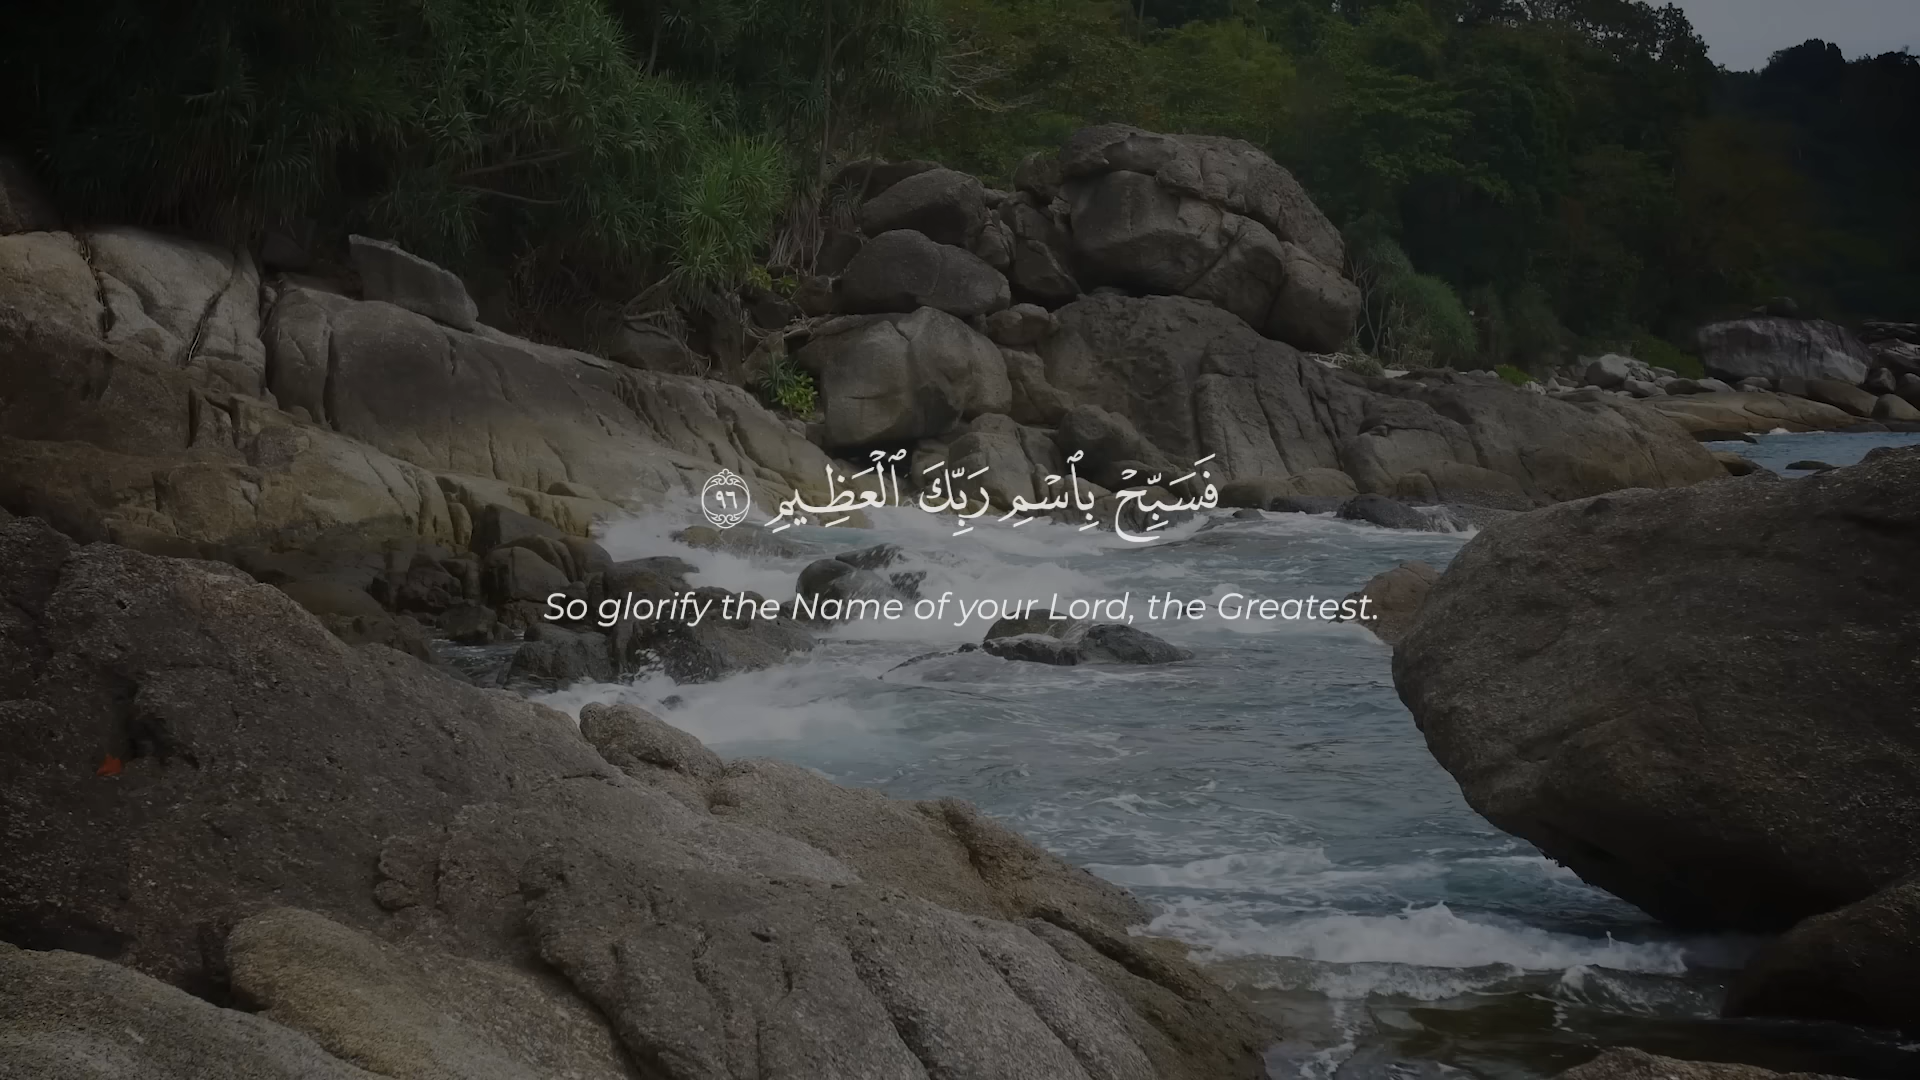 فَسَبِّحۡ بِٱسۡمِ رَبِّكَ ٱلۡعَظِيمِ ٩٦
So glorify the Name of your Lord, the Greatest.